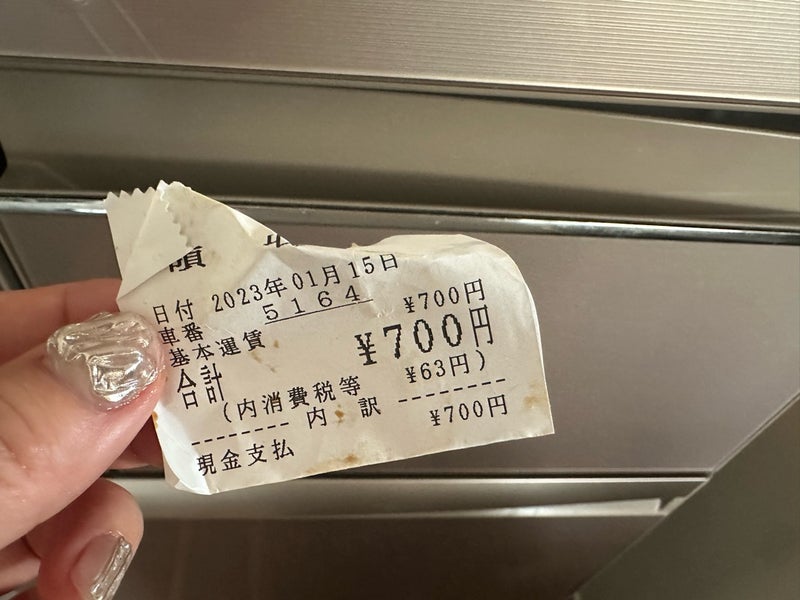 領
日付 2023年01月15日
車番 5164
基本運賃 ¥700円
合計 ¥700円
(内消費税等 ¥63円)
---------内 訳---------
現金支払 ¥700円